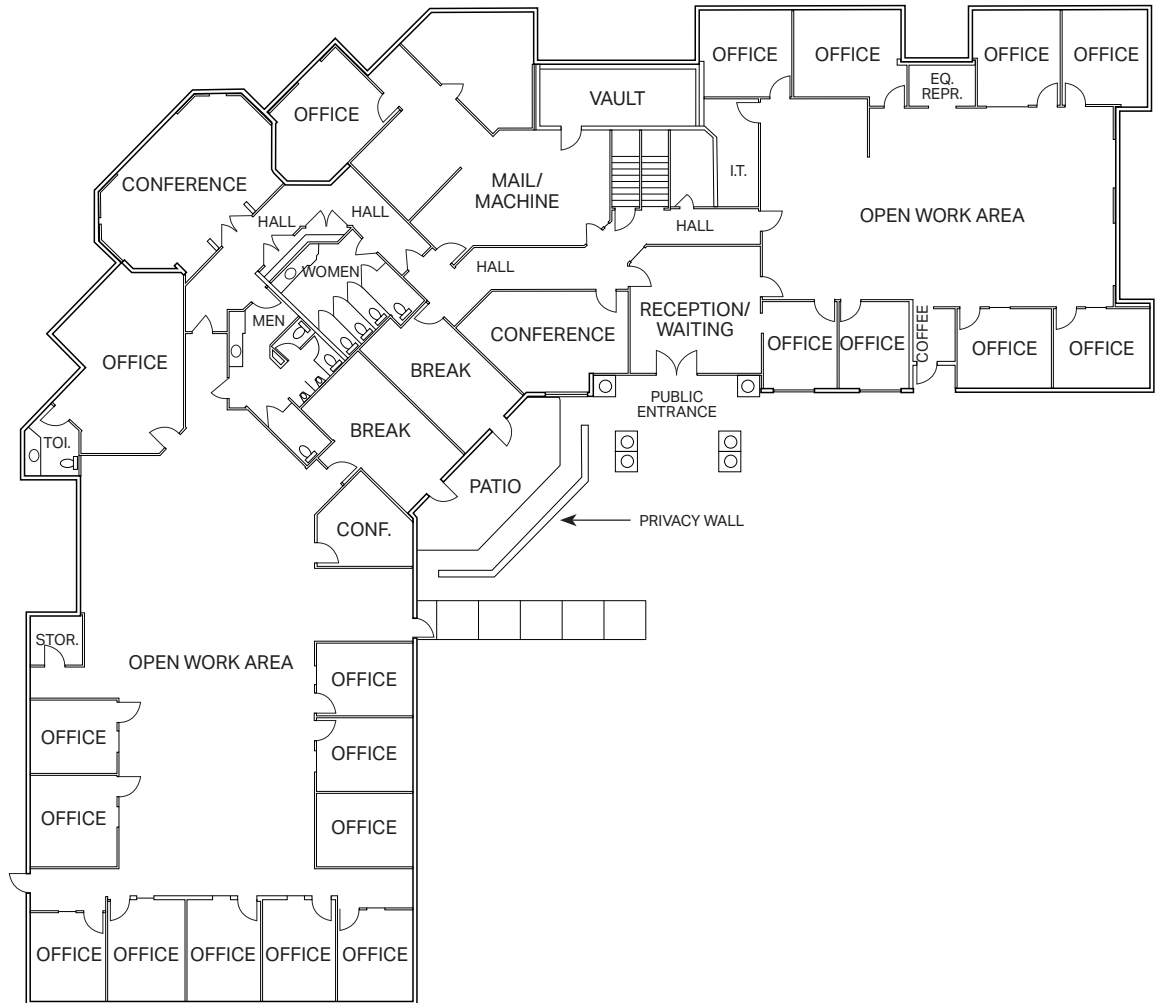 OFFICE
OFFICE
OFFICE
OFFICE
EQ.
REPR.
VAULT
OFFICE
I.T.
CONFERENCE
MAIL/
MACHINE
HALL
HALL
HALL
OPEN WORK AREA
HALL
WOMEN
MEN
RECEPTION/
WAITING
CONFERENCE
OFFICE
OFFICE
COFFEE
OFFICE
OFFICE
OFFICE
BREAK
BREAK
PUBLIC
ENTRANCE
TOI.
PATIO
PRIVACY WALL
CONF.
STOR.
OPEN WORK AREA
OFFICE
OFFICE
OFFICE
OFFICE
OFFICE
OFFICE
OFFICE
OFFICE
OFFICE
OFFICE